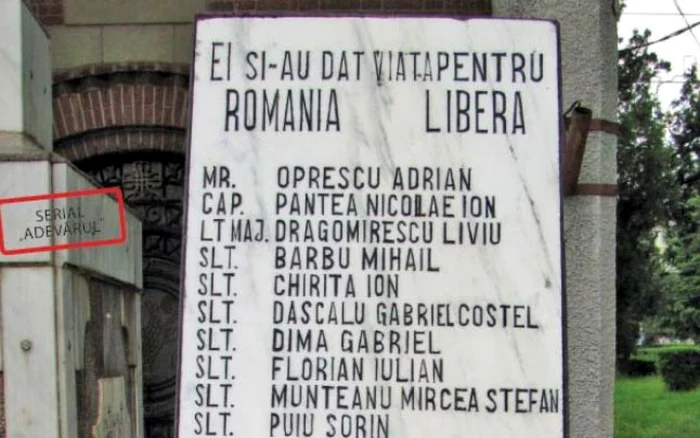 EI SI-AU DAT VIATA PENTRU
ROMANIA LIBERA
MR. OPRESCU ADRIAN
CAP. PANTEA NICOLAE ION
LT MAJ. DRAGOMIRESCU LIVIU
SLT. BARBU MIHAIL
SLT. CHIRITA ION
SLT. DASCALU GABRIEL COSTEL
SLT. DIMA GABRIEL
SLT. FLORIAN IULIAN
SLT. MUNTEANU MIRCEA STEFAN
SLT. PUIU SORIN
SERIAL
„ADEVĂRUL”